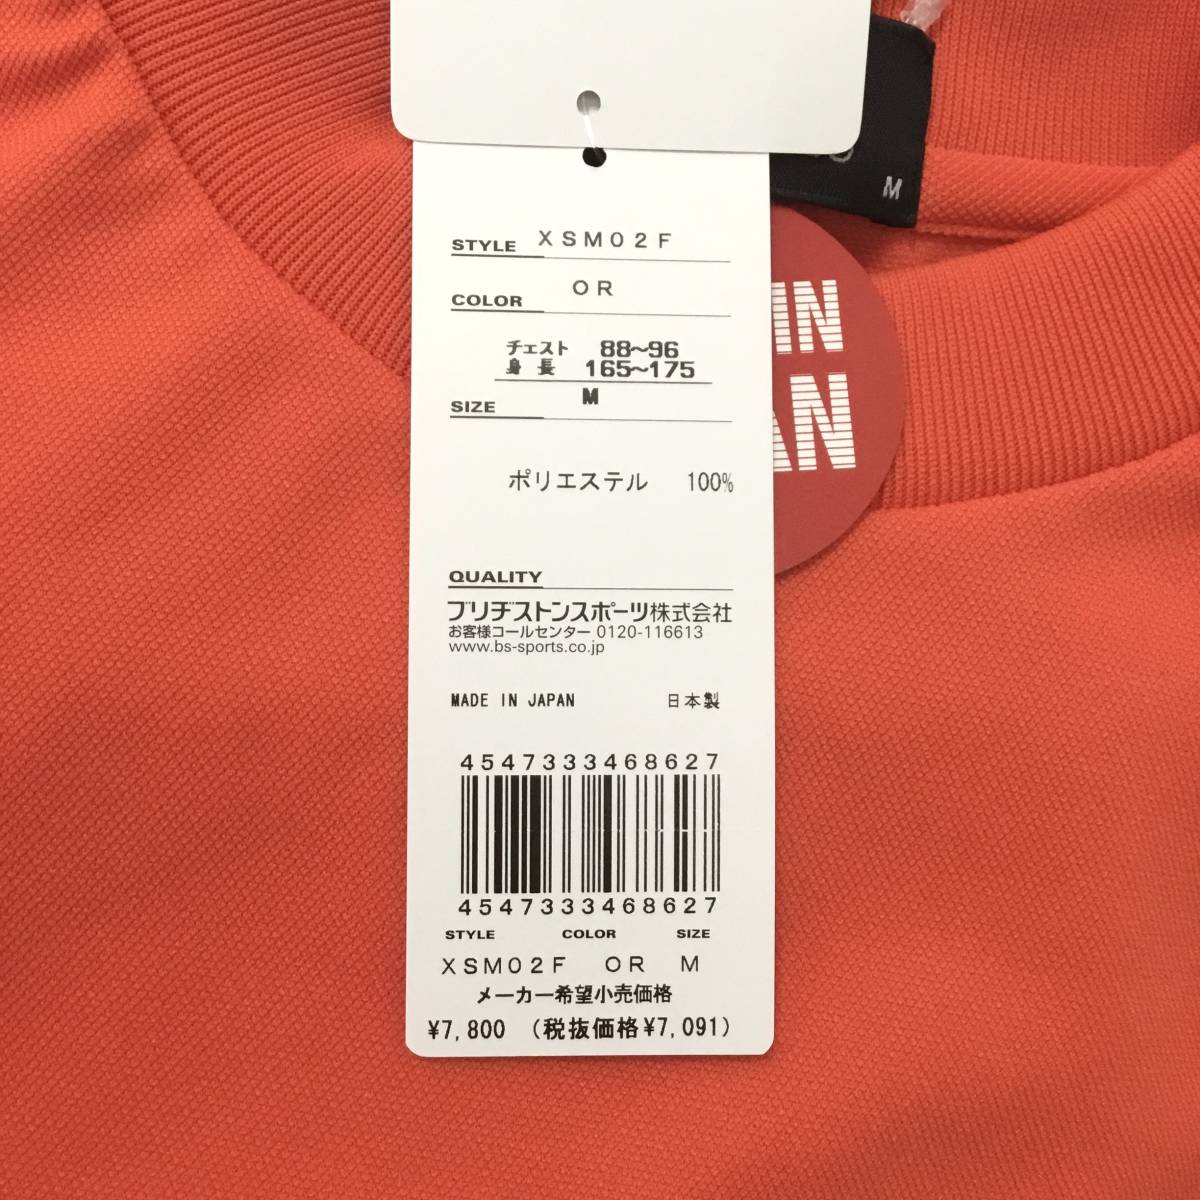 M
IN
AN
STYLE XSM02F
COLOR OR
チェスト 88~96
身長 165~175
SIZE M
ポリエステル 100%
QUALITY
ブリヂストンスポーツ株式会社
お客様コールセンター 0120-116613
www.bs-sports.co.jp
MADE IN JAPAN 日本製
4547333468627
4547333468627
STYLE COLOR SIZE
XSM02F OR M
メーカー希望小売価格
¥7,800 (税抜価格¥7,091)